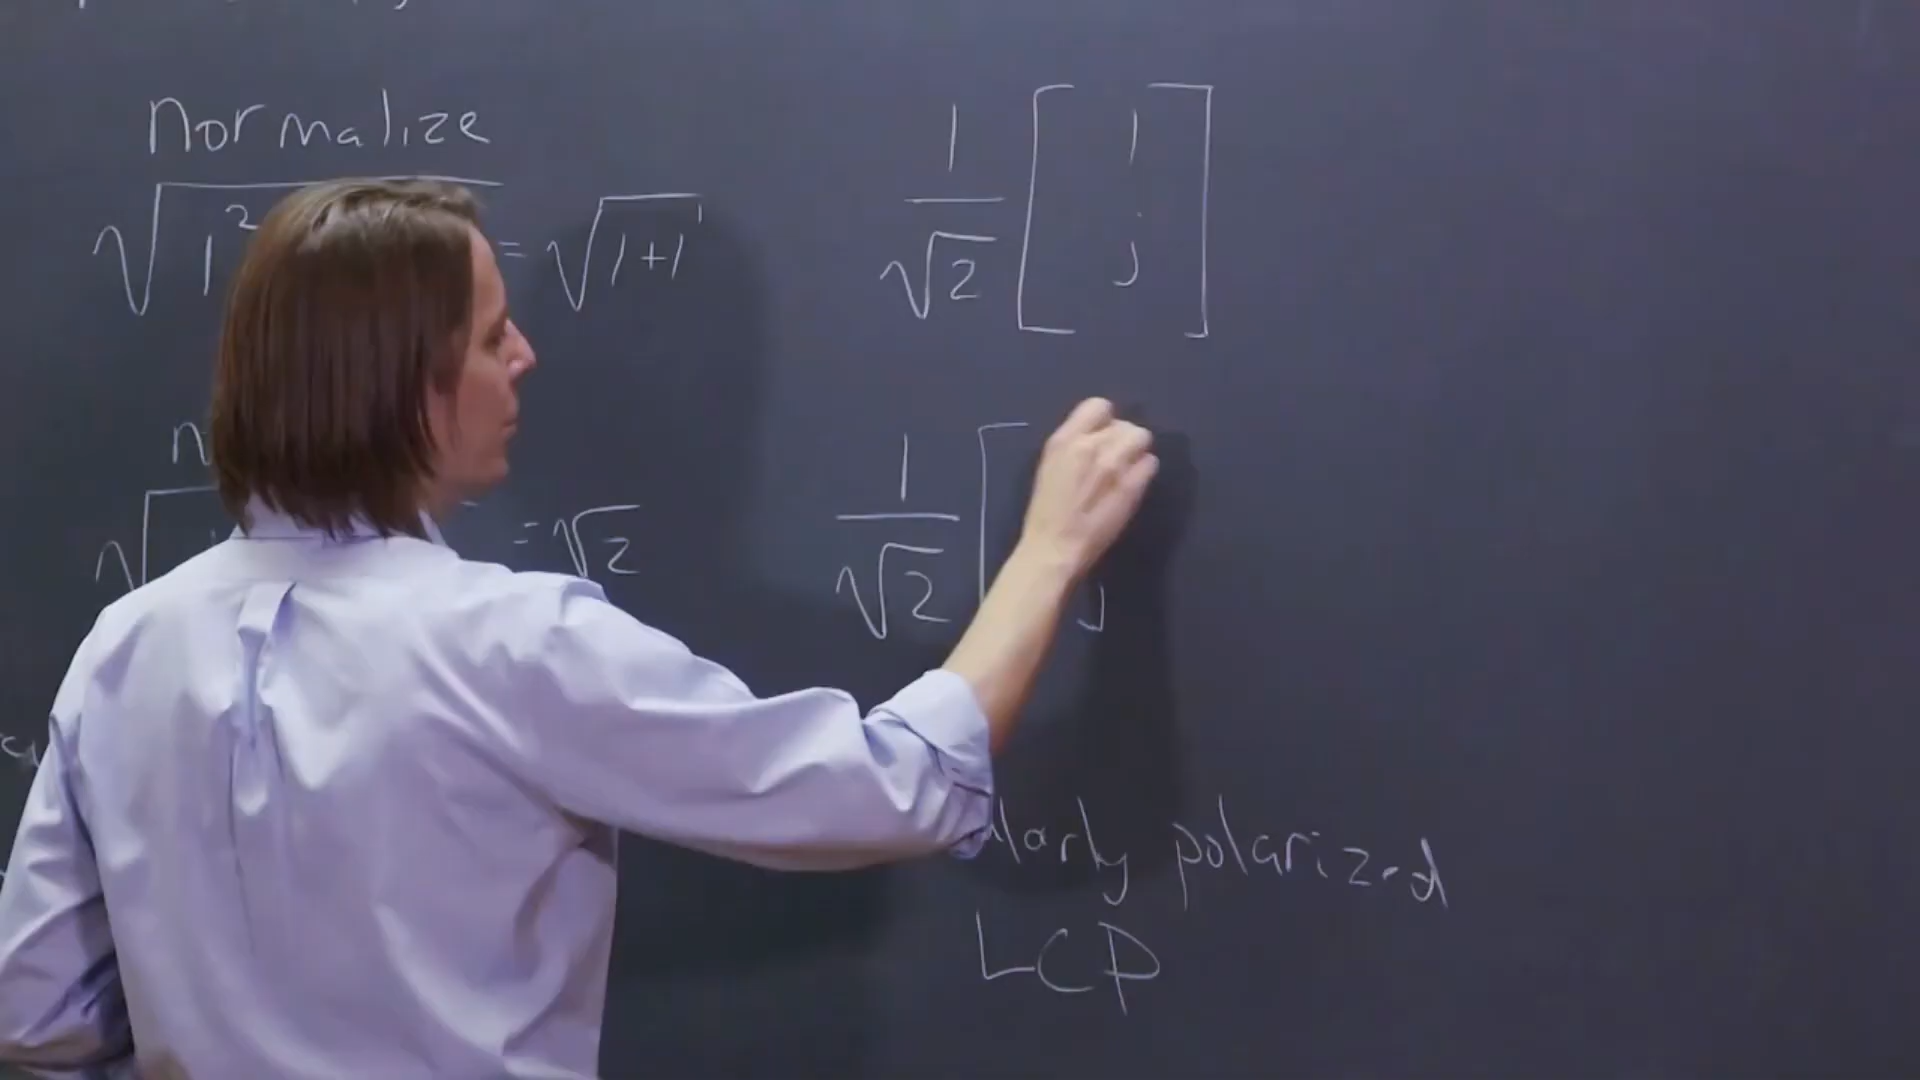 normalize
√1² = √1+1
1/√2 [ 1 j ]
= √2
1/√2 [ j
larly polarized
LCP